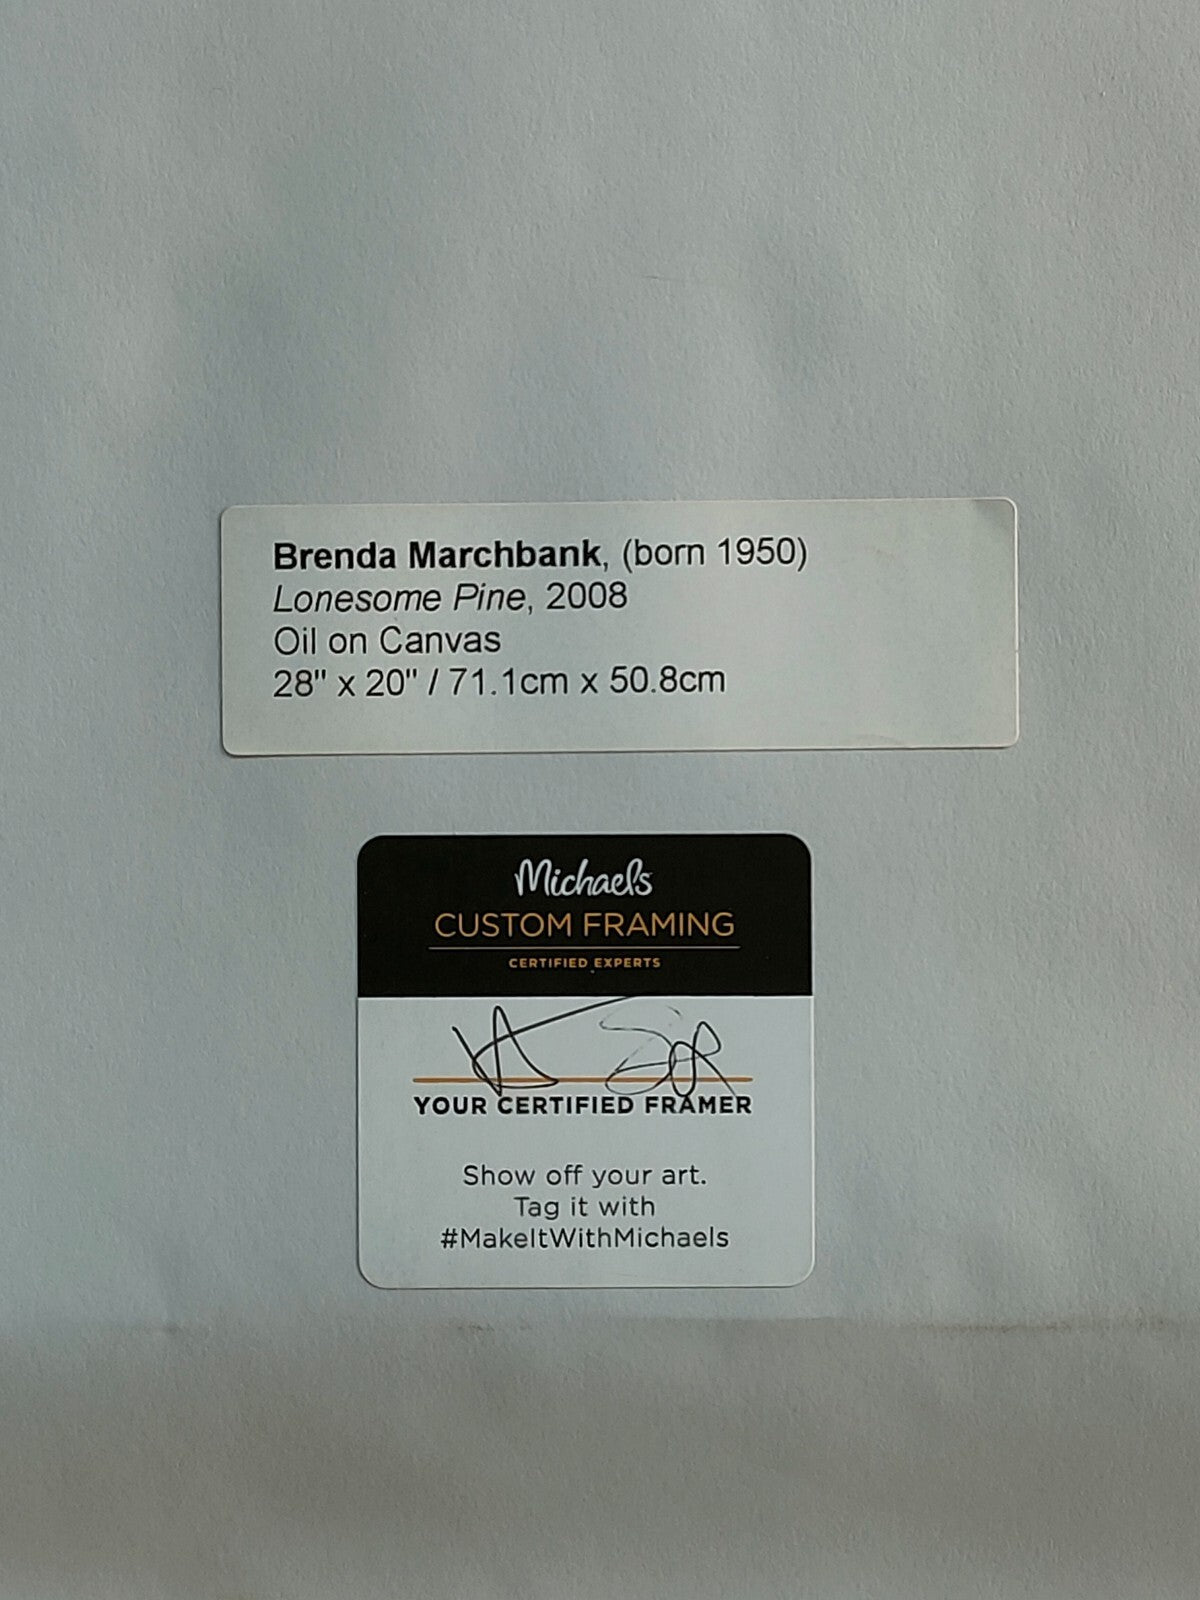 Brenda Marchbank, (born 1950)
Lonesome Pine, 2008
Oil on Canvas
28" x 20" / 71.1cm x 50.8cm
Michaels
CUSTOM FRAMING
CERTIFIED EXPERTS
YOUR CERTIFIED FRAMER
Show off your art.
Tag it with
#MakeItWithMichaels